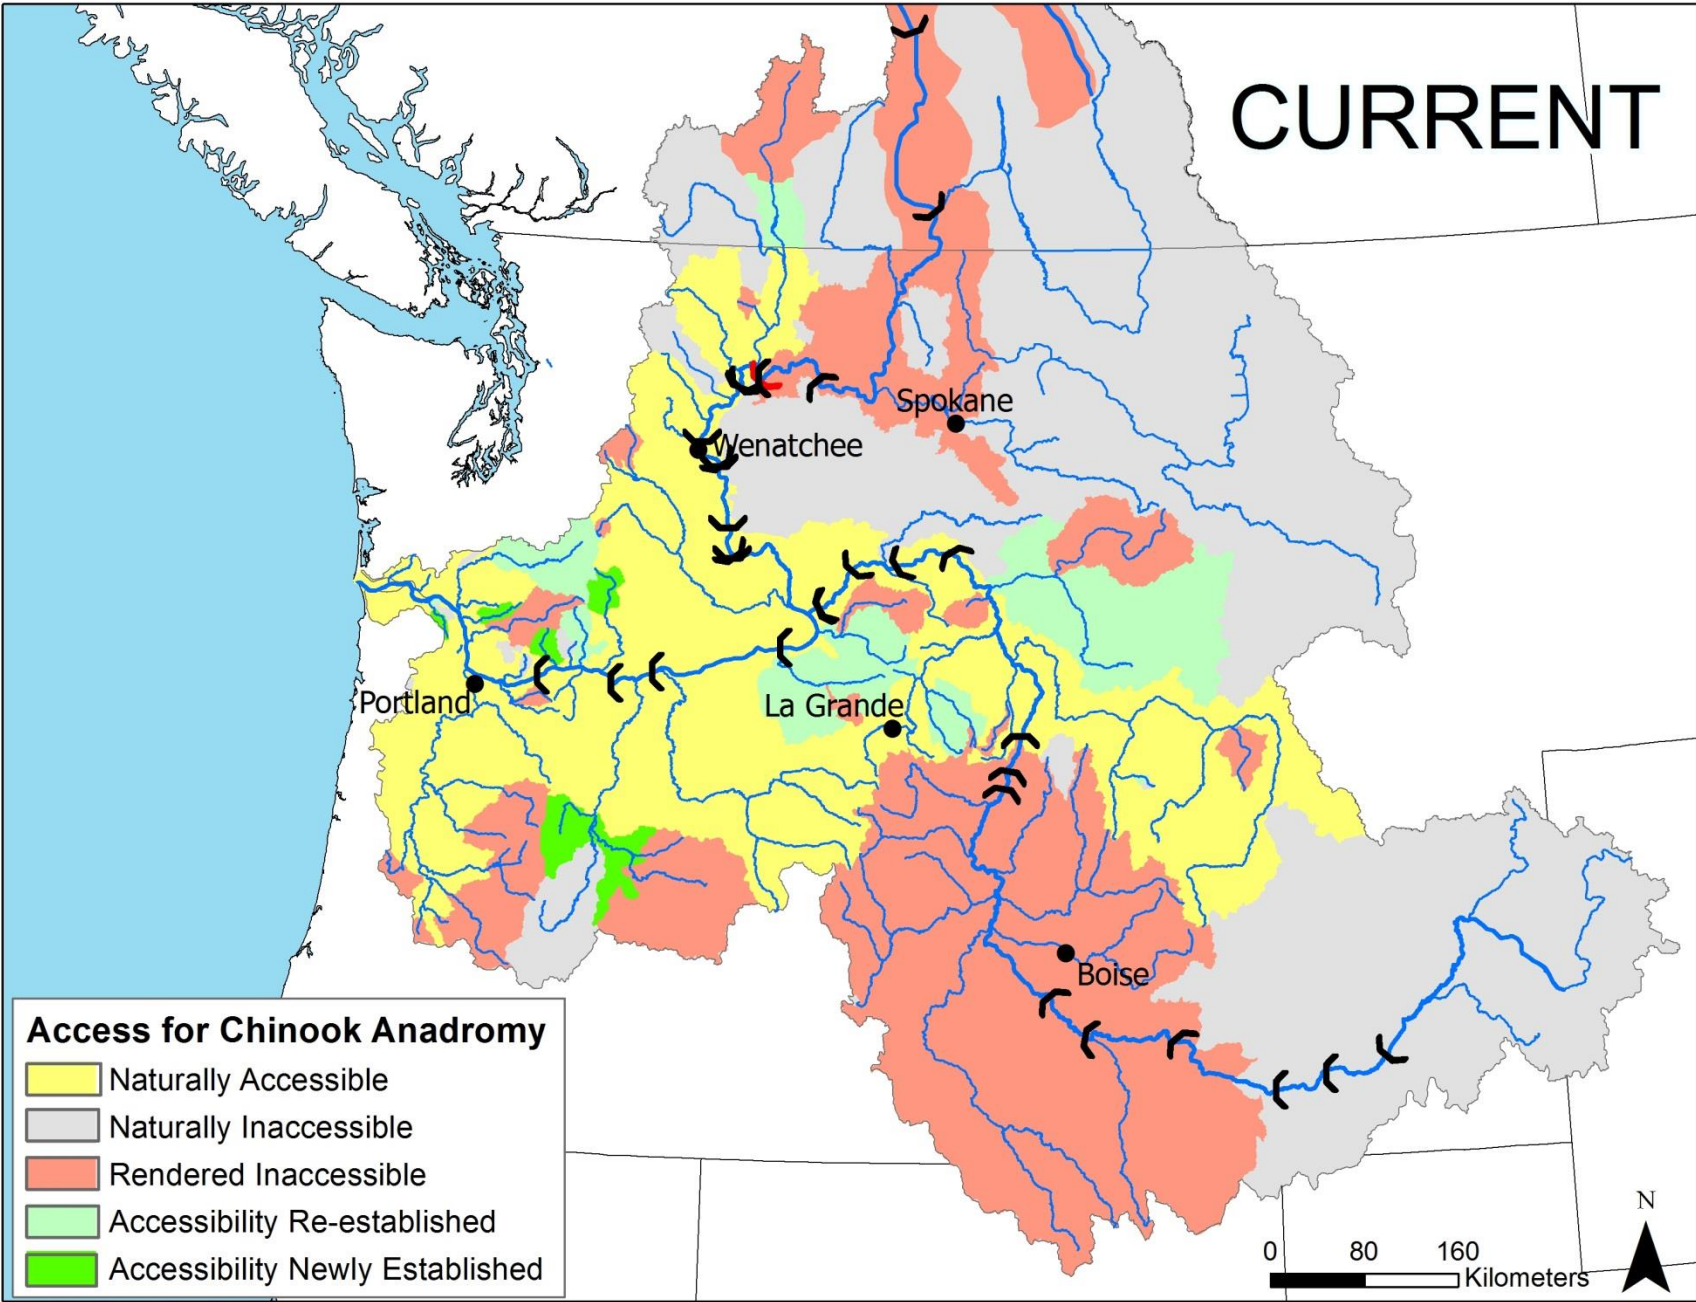 CURRENT
Spokane
Wenatchee
Portland
La Grande
Boise
Access for Chinook Anadromy
Naturally Accessible
Naturally Inaccessible
Rendered Inaccessible
Accessibility Re-established
Accessibility Newly Established
N
0 80 160
Kilometers